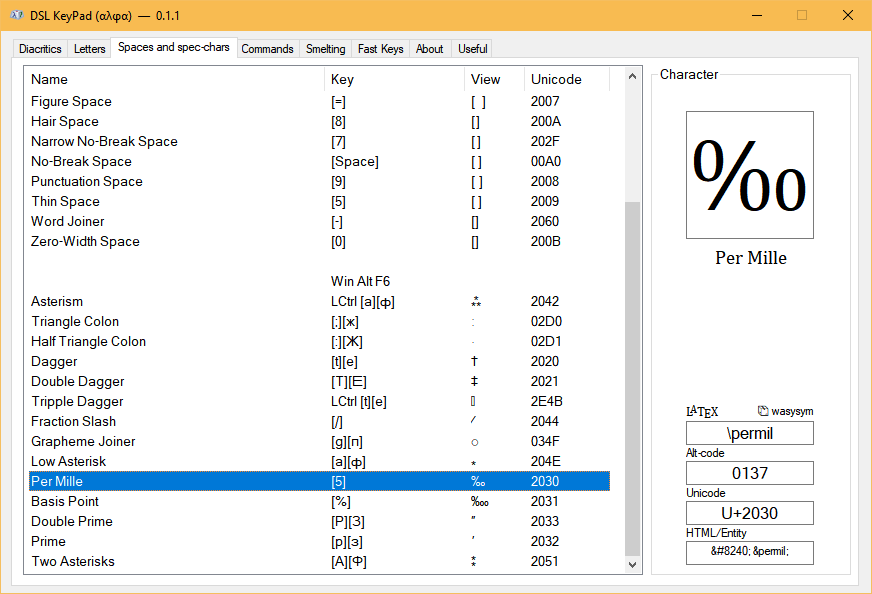 DSL KeyPad (αλφα) — 0.1.1
Diacritics Letters Spaces and spec-chars Commands Smelting Fast Keys About Useful
Name Key View Unicode
Figure Space [=] [ ] 2007
Hair Space [8] [ ] 200A
Narrow No-Break Space [7] [ ] 202F
No-Break Space [Space] [ ] 00A0
Punctuation Space [9] [ ] 2008
Thin Space [5] [ ] 2009
Word Joiner [-] [] 2060
Zero-Width Space [0] [] 200B
Win Alt F6
Asterism LCtrl [a][ф] ⁂ 2042
Triangle Colon [;][ж] ː 02D0
Half Triangle Colon [:][Ж] ˑ 02D1
Dagger [t][е] † 2020
Double Dagger [T][Е] ‡ 2021
Tripple Dagger LCtrl [t][е] 2E4B
Fraction Slash [/] ⁄ 2044
Grapheme Joiner [g][п] ○ 034F
Low Asterisk [a][ф] ⁎ 204E
Per Mille [5] ‰ 2030
Basis Point [%] ‱ 2031
Double Prime [P][З] ″ 2033
Prime [p][з] ′ 2032
Two Asterisks [A][Ф] ⁑ 2051
Character
‰
Per Mille
LATEX wasysym
\permil
Alt-code
0137
Unicode
U+2030
HTML/Entity
&#8240; &permil;